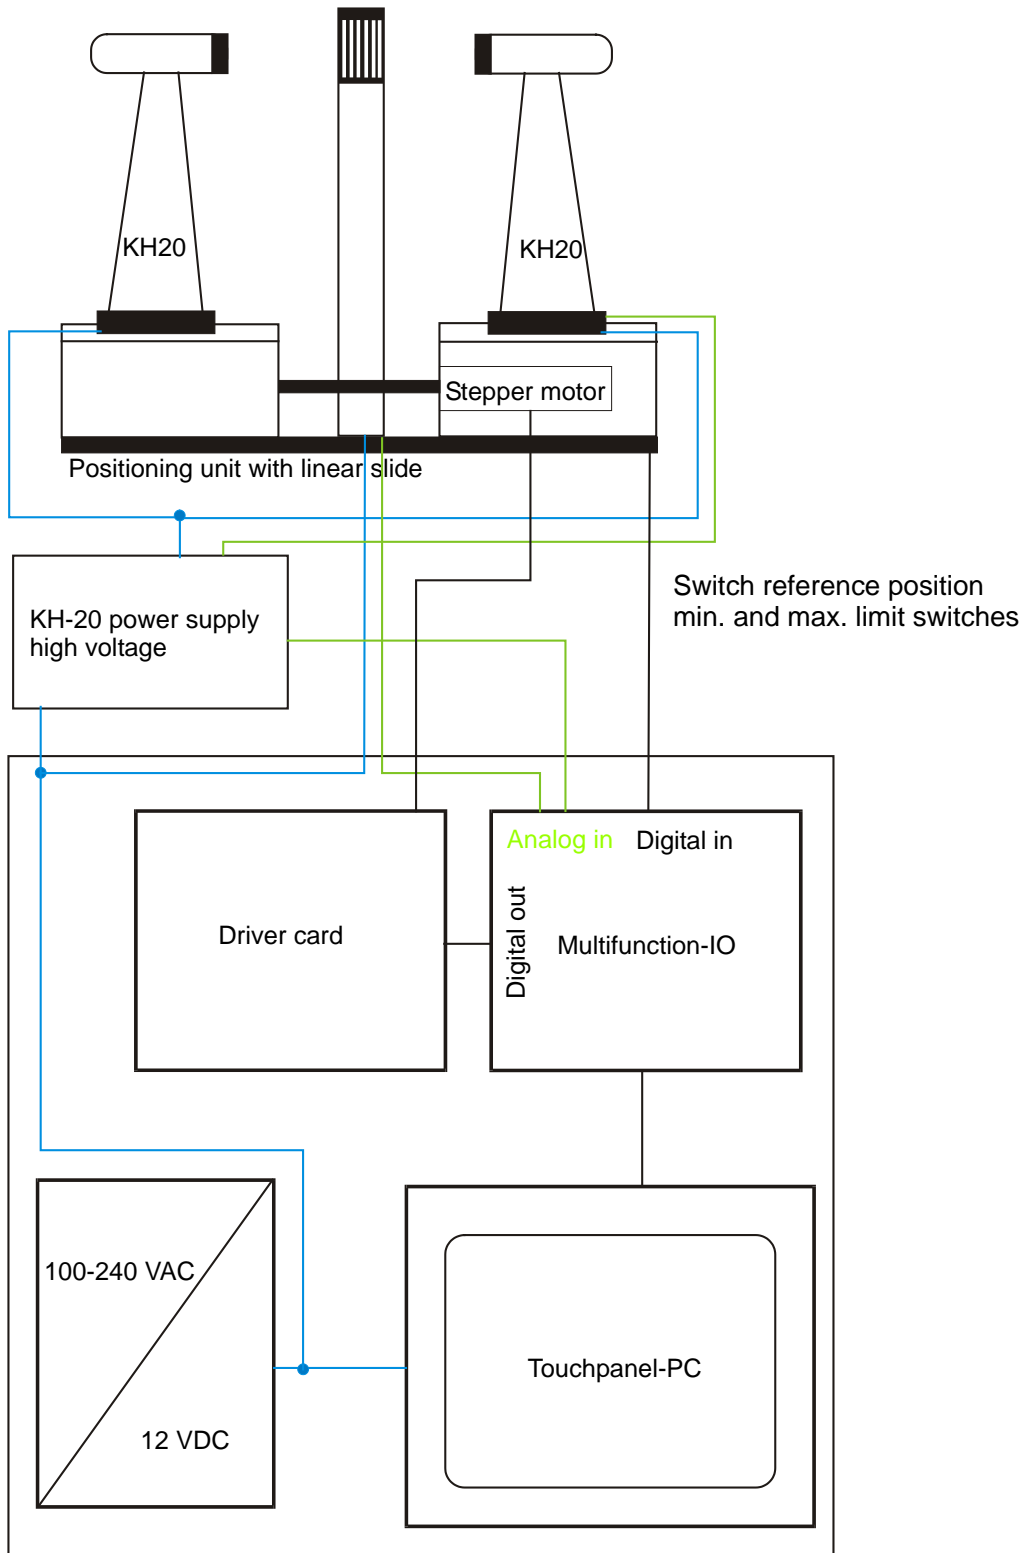 KH20
KH20
Stepper motor
Positioning unit with linear slide
Switch reference position
min. and max. limit switches
KH-20 power supply
high voltage
Analog in
Digital in
Digital out
Driver card
Multifunction-IO
100-240 VAC
12 VDC
Touchpanel-PC